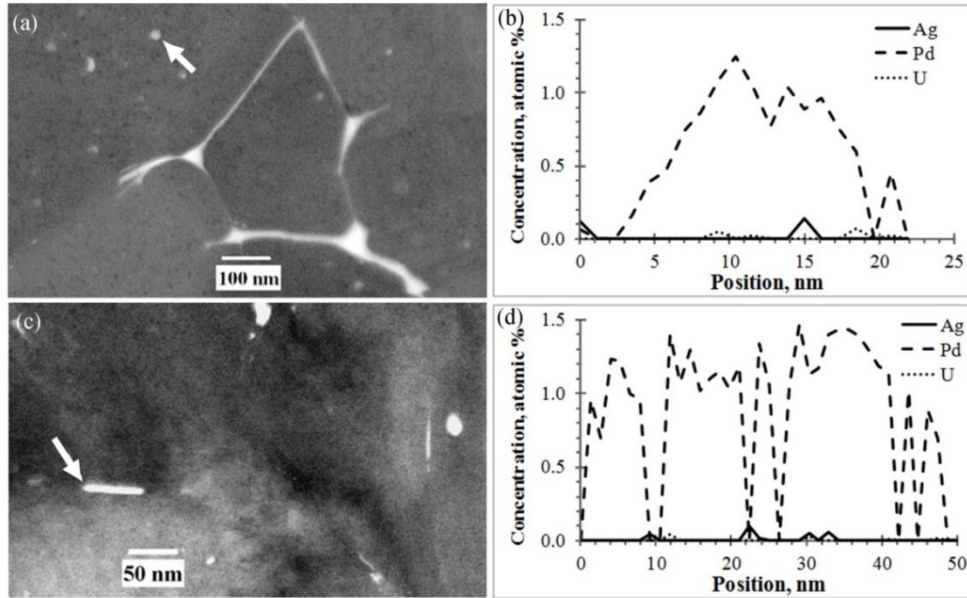 (a)
100 nm
(b)
Concentration, atomic %
1.5
1.0
0.5
0.0
0 5 10 15 20 25
Position, nm
Ag
Pd
U
(c)
50 nm
(d)
Concentration, atomic %
1.5
1.0
0.5
0.0
0 10 20 30 40 50
Position, nm
Ag
Pd
U